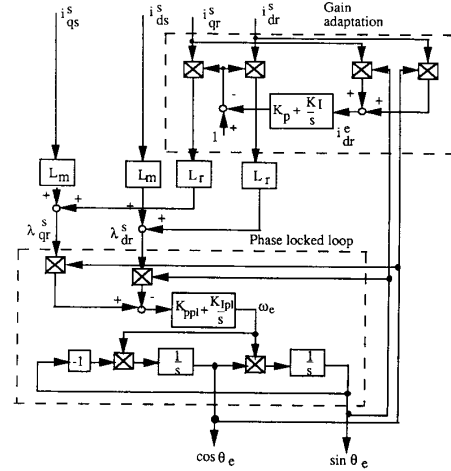 i^s_qs i^s_ds i^s_qr i^s_dr Gain adaptation
- K_p + K_I/s + +
1 + i^e_dr
L_m L_m L_r L_r
+ + + +
λ^s_qr λ^s_dr Phase locked loop
+ - K_ppl + K_Ipl/s ω_e
-1 1/s 1/s
cos θ_e sin θ_e